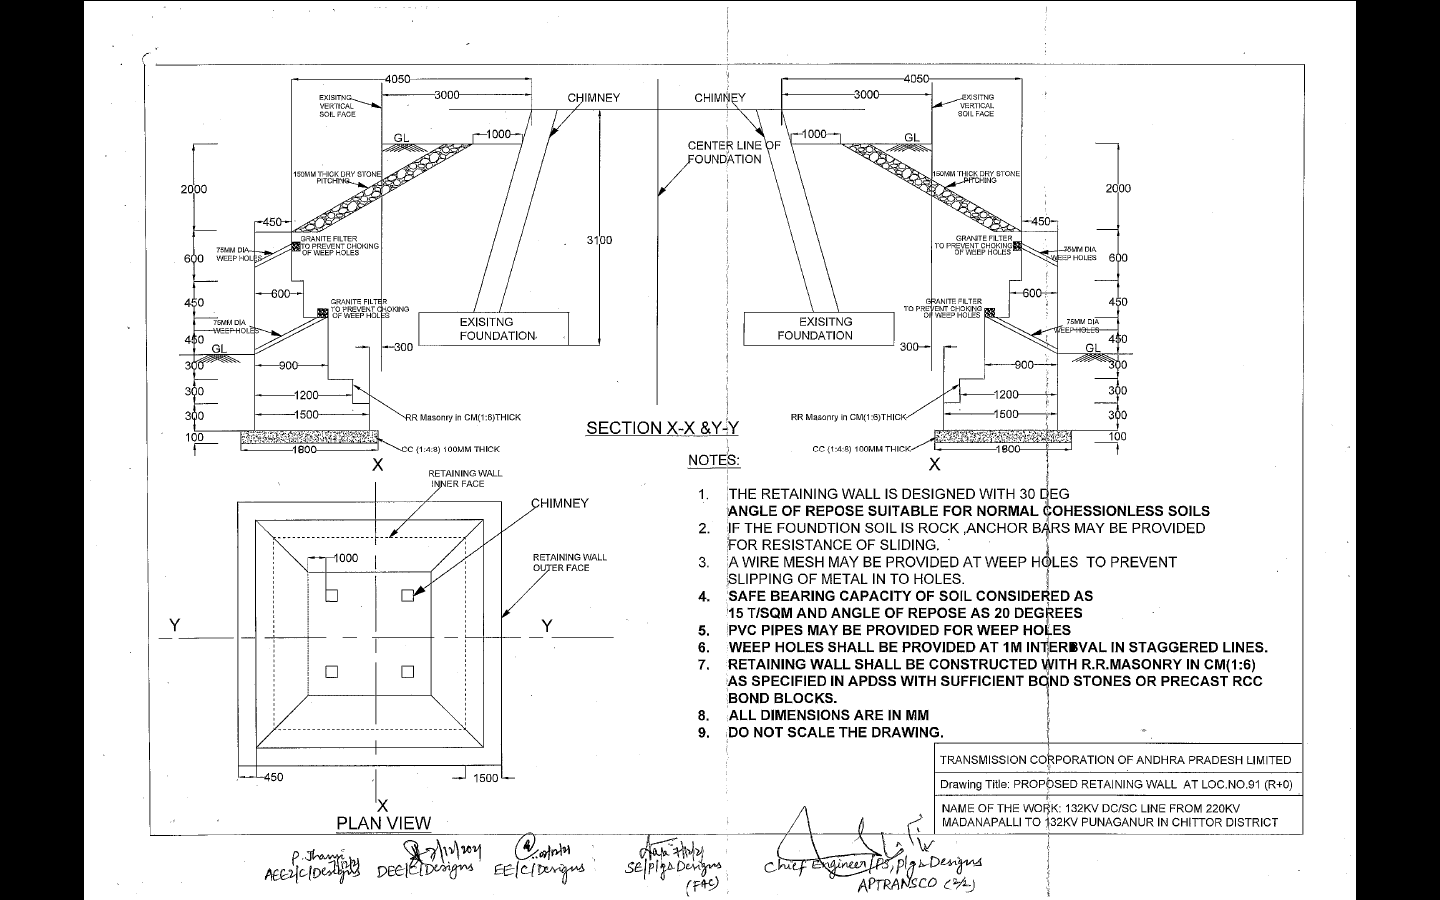 4050
4050
3000
3000
EXISITNG
VERTICAL
SOIL FACE
CHIMNEY
CHIMNEY
EXISITNG
VERTICAL
SOIL FACE
GL
1000
1000
GL
CENTER LINE OF
FOUNDATION
150MM THICK DRY STONE
PITCHING
150MM THICK DRY STONE
PITCHING
2000
2000
450
450
GRANITE FILTER
TO PREVENT CHOKING
OF WEEP HOLES
GRANITE FILTER
TO PREVENT CHOKING
OF WEEP HOLES
3100
75MM DIA
WEEP HOLES
75MM DIA
WEEP HOLES
600
600
600
600
450
450
GRANITE FILTER
TO PREVENT CHOKING
OF WEEP HOLES
GRANITE FILTER
TO PREVENT CHOKING
OF WEEP HOLES
75MM DIA
WEEP HOLES
75MM DIA
WEEP HOLES
EXISITNG
FOUNDATION
EXISITNG
FOUNDATION
450
450
GL
300
300
GL
300
900
900
300
300
1200
1200
300
300
1500
1500
300
RR Masonry in CM(1:6)THICK
RR Masonry in CM(1:6)THICK
100
100
1800
1800
CC (1:4:8) 100MM THICK
CC (1:4:8) 100MM THICK
SECTION X-X &Y-Y
X
X
RETAINING WALL
INNER FACE
CHIMNEY
1000
RETAINING WALL
OUTER FACE
Y
Y
450
1500
X
PLAN VIEW
NOTES:
1. THE RETAINING WALL IS DESIGNED WITH 30 DEG
ANGLE OF REPOSE SUITABLE FOR NORMAL COHESSIONLESS SOILS
2. IF THE FOUNDTION SOIL IS ROCK ,ANCHOR BARS MAY BE PROVIDED
FOR RESISTANCE OF SLIDING.
3. A WIRE MESH MAY BE PROVIDED AT WEEP HOLES TO PREVENT
SLIPPING OF METAL IN TO HOLES.
4. SAFE BEARING CAPACITY OF SOIL CONSIDERED AS
15 T/SQM AND ANGLE OF REPOSE AS 20 DEGREES
5. PVC PIPES MAY BE PROVIDED FOR WEEP HOLES
6. WEEP HOLES SHALL BE PROVIDED AT 1M INTERBVAL IN STAGGERED LINES.
7. RETAINING WALL SHALL BE CONSTRUCTED WITH R.R.MASONRY IN CM(1:6)
AS SPECIFIED IN APDSS WITH SUFFICIENT BOND STONES OR PRECAST RCC
BOND BLOCKS.
8. ALL DIMENSIONS ARE IN MM
9. DO NOT SCALE THE DRAWING.
TRANSMISSION CORPORATION OF ANDHRA PRADESH LIMITED
Drawing Title: PROPOSED RETAINING WALL AT LOC.NO.91 (R+0)
NAME OF THE WORK: 132KV DC/SC LINE FROM 220KV
MADANAPALLI TO 132KV PUNAGANUR IN CHITTOR DISTRICT
AEE2/C/Designs
DEE/C/Designs
EE/C/Designs
SE/Plg&Designs
(FAC)
Chief Engineer/PS, Plg& Designs
APTRANSCO